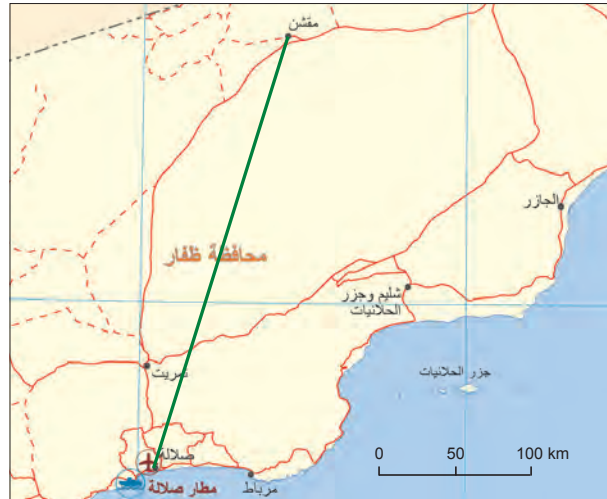 مقشن
الجازر
محافظة ظفار
شليم وجزر
الحلانيات
جزر الحلانيات
ثمريت
صلالة
مطار صلالة
مرباط
0 50 100 km